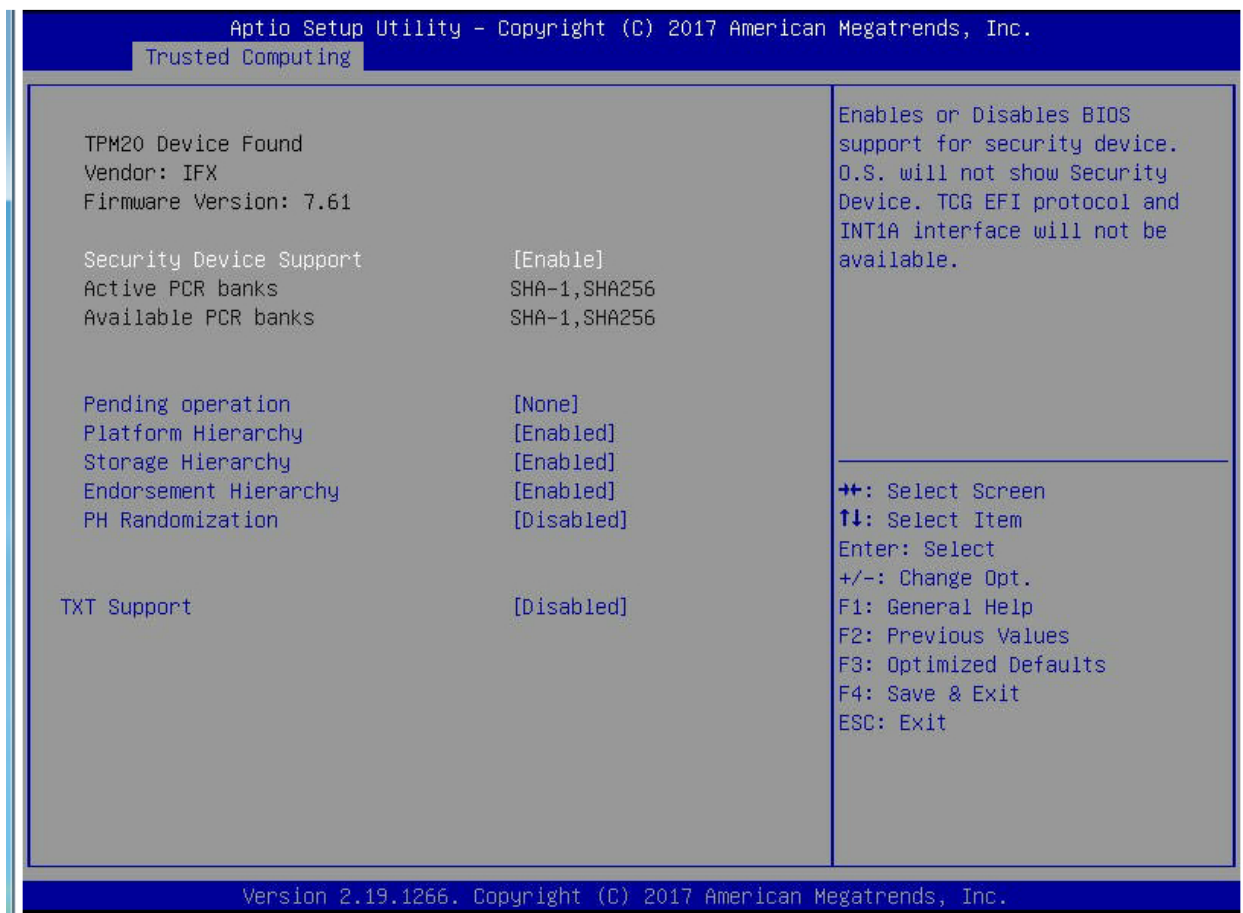 Aptio Setup Utility – Copyright (C) 2017 American Megatrends, Inc.
Trusted Computing
TPM20 Device Found
Vendor: IFX
Firmware Version: 7.61
Security Device Support [Enable]
Active PCR banks SHA-1,SHA256
Available PCR banks SHA-1,SHA256
Pending operation [None]
Platform Hierarchy [Enabled]
Storage Hierarchy [Enabled]
Endorsement Hierarchy [Enabled]
PH Randomization [Disabled]
TXT Support [Disabled]
Enables or Disables BIOS
support for security device.
O.S. will not show Security
Device. TCG EFI protocol and
INT1A interface will not be
available.
→←: Select Screen
↑↓: Select Item
Enter: Select
+/-: Change Opt.
F1: General Help
F2: Previous Values
F3: Optimized Defaults
F4: Save & Exit
ESC: Exit
Version 2.19.1266. Copyright (C) 2017 American Megatrends, Inc.